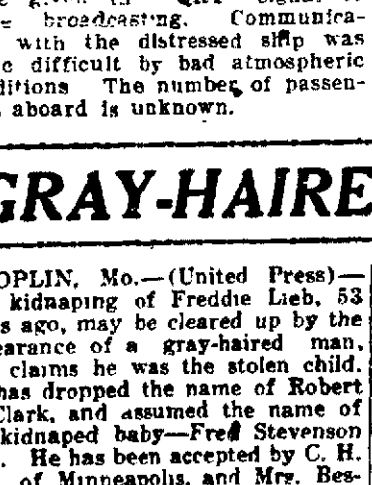 broadcasting. Communica-
with the distressed ship was
difficult by bad atmospheric
ditions The number of passen-
aboard is unknown.
GRAY-HAIRE
OPLIN, Mo.—(United Press)—
kidnaping of Freddie Lieb, 53
s ago, may be cleared up by the
earance of a gray-haired man,
claims he was the stolen child.
has dropped the name of Robert
Clark, and assumed the name of
kidnaped baby—Fred Stevenson
. He has been accepted by C. H.
of Minneapolis, and Mrs. Bes-